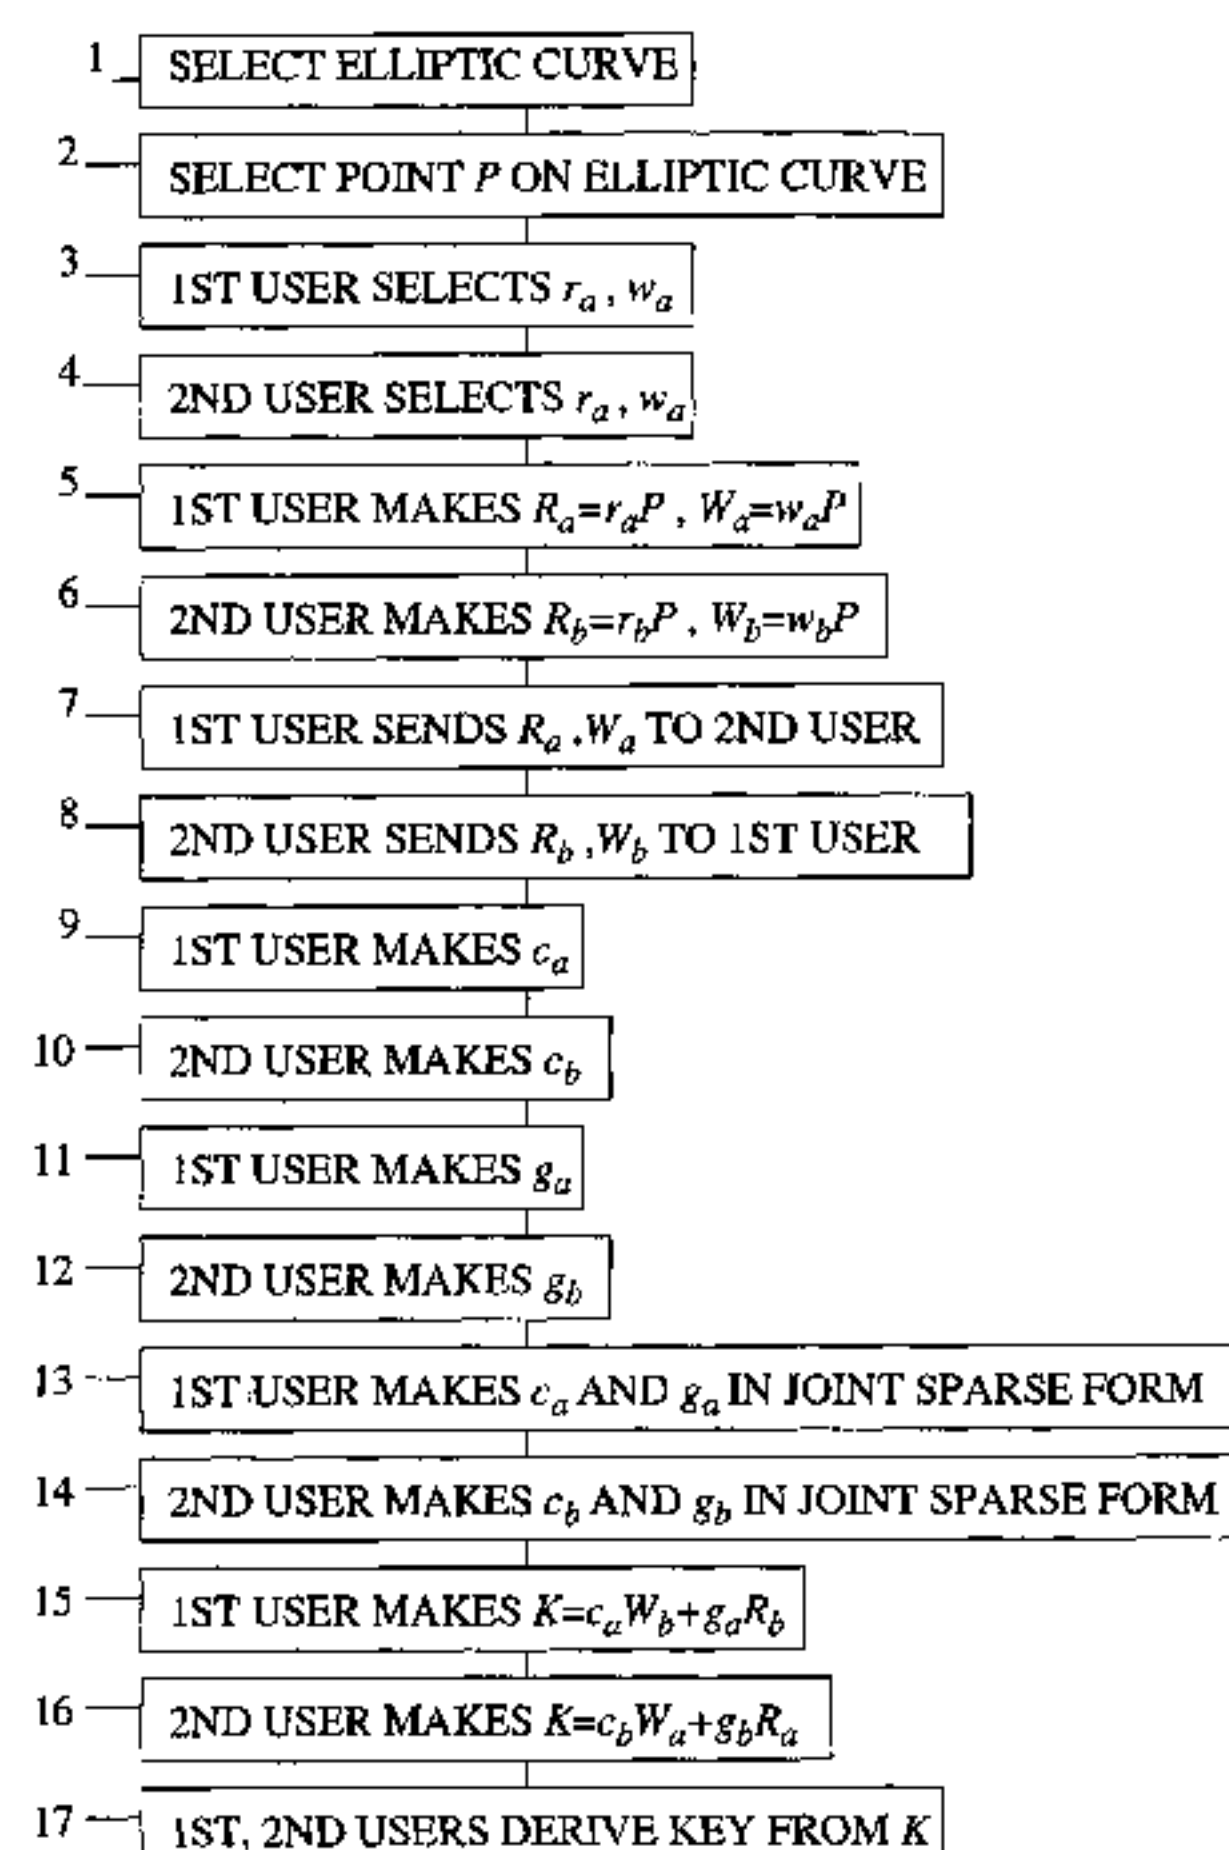 1 SELECT ELLIPTIC CURVE
2 SELECT POINT P ON ELLIPTIC CURVE
3 1ST USER SELECTS r_a, w_a
4 2ND USER SELECTS r_a, w_a
5 1ST USER MAKES R_a=r_aP, W_a=w_aP
6 2ND USER MAKES R_b=r_bP, W_b=w_bP
7 1ST USER SENDS R_a, W_a TO 2ND USER
8 2ND USER SENDS R_b, W_b TO 1ST USER
9 1ST USER MAKES c_a
10 2ND USER MAKES c_b
11 1ST USER MAKES g_a
12 2ND USER MAKES g_b
13 1ST USER MAKES c_a AND g_a IN JOINT SPARSE FORM
14 2ND USER MAKES c_b AND g_b IN JOINT SPARSE FORM
15 1ST USER MAKES K=c_aW_b+g_aR_b
16 2ND USER MAKES K=c_bW_a+g_bR_a
17 1ST, 2ND USERS DERIVE KEY FROM K